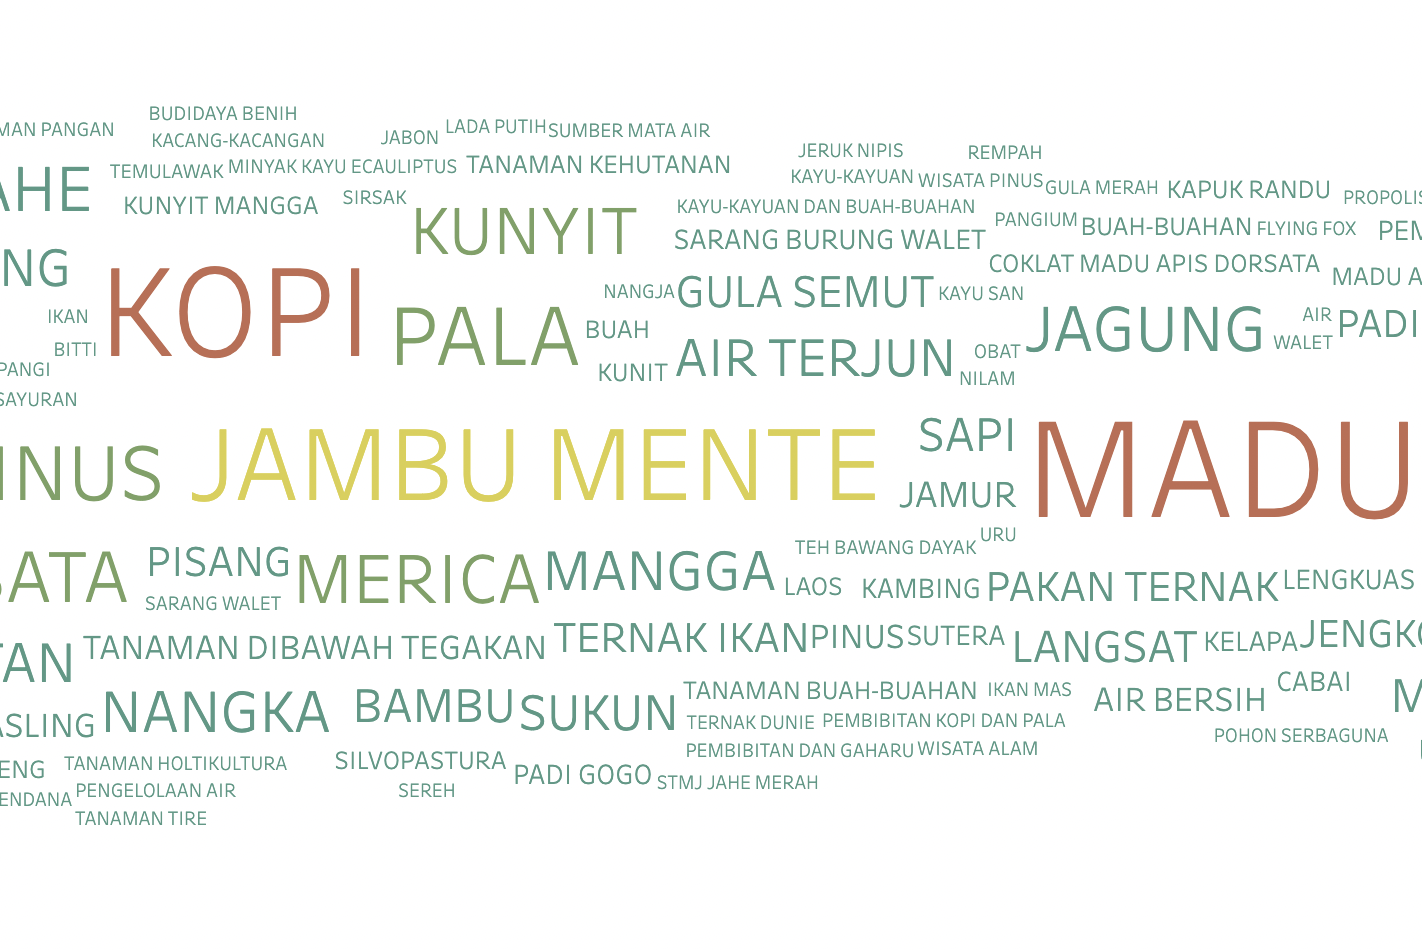 BUDIDAYA BENIH
MAN PANGAN
KACANG-KACANGAN
JABON
LADA PUTIH
SUMBER MATA AIR
JERUK NIPIS
REMPAH
TEMULAWAK
MINYAK KAYU ECAULIPTUS
TANAMAN KEHUTANAN
KAYU-KAYUAN
WISATA PINUS
GULA MERAH
KAPUK RANDU
PROPOLIS
AHE
KUNYIT MANGGA
SIRSAK
KUNYIT
KAYU-KAYUAN DAN BUAH-BUAHAN
PANGIUM
BUAH-BUAHAN
FLYING FOX
PEM
SARANG BURUNG WALET
NG
KOPI
COKLAT MADU APIS DORSATA
MADU A
NANGJA
GULA SEMUT
KAYU SAN
IKAN
PALA
BUAH
JAGUNG
AIR
PADI
BITTI
AIR TERJUN
OBAT
WALET
PANGI
KUNIT
NILAM
SAYURAN
SAPI
MADU
INUS
JAMBU MENTE
JAMUR
URU
TEH BAWANG DAYAK
ATA
PISANG
MERICA
MANGGA
LAOS
KAMBING
PAKAN TERNAK
LENGKUAS
SARANG WALET
TAN
TANAMAN DIBAWAH TEGAKAN
TERNAK IKAN
PINUS
SUTERA
LANGSAT
KELAPA
JENGKO
CABAI
ASLING
NANGKA
BAMBU
SUKUN
TANAMAN BUAH-BUAHAN
IKAN MAS
AIR BERSIH
M
TERNAK DUNIE
PEMBIBITAN KOPI DAN PALA
POHON SERBAGUNA
PEMBIBITAN DAN GAHARU
WISATA ALAM
ENG
TANAMAN HOLTIKULTURA
SILVOPASTURA
PADI GOGO
STMJ JAHE MERAH
ENDANA
PENGELOLAAN AIR
SEREH
TANAMAN TIRE